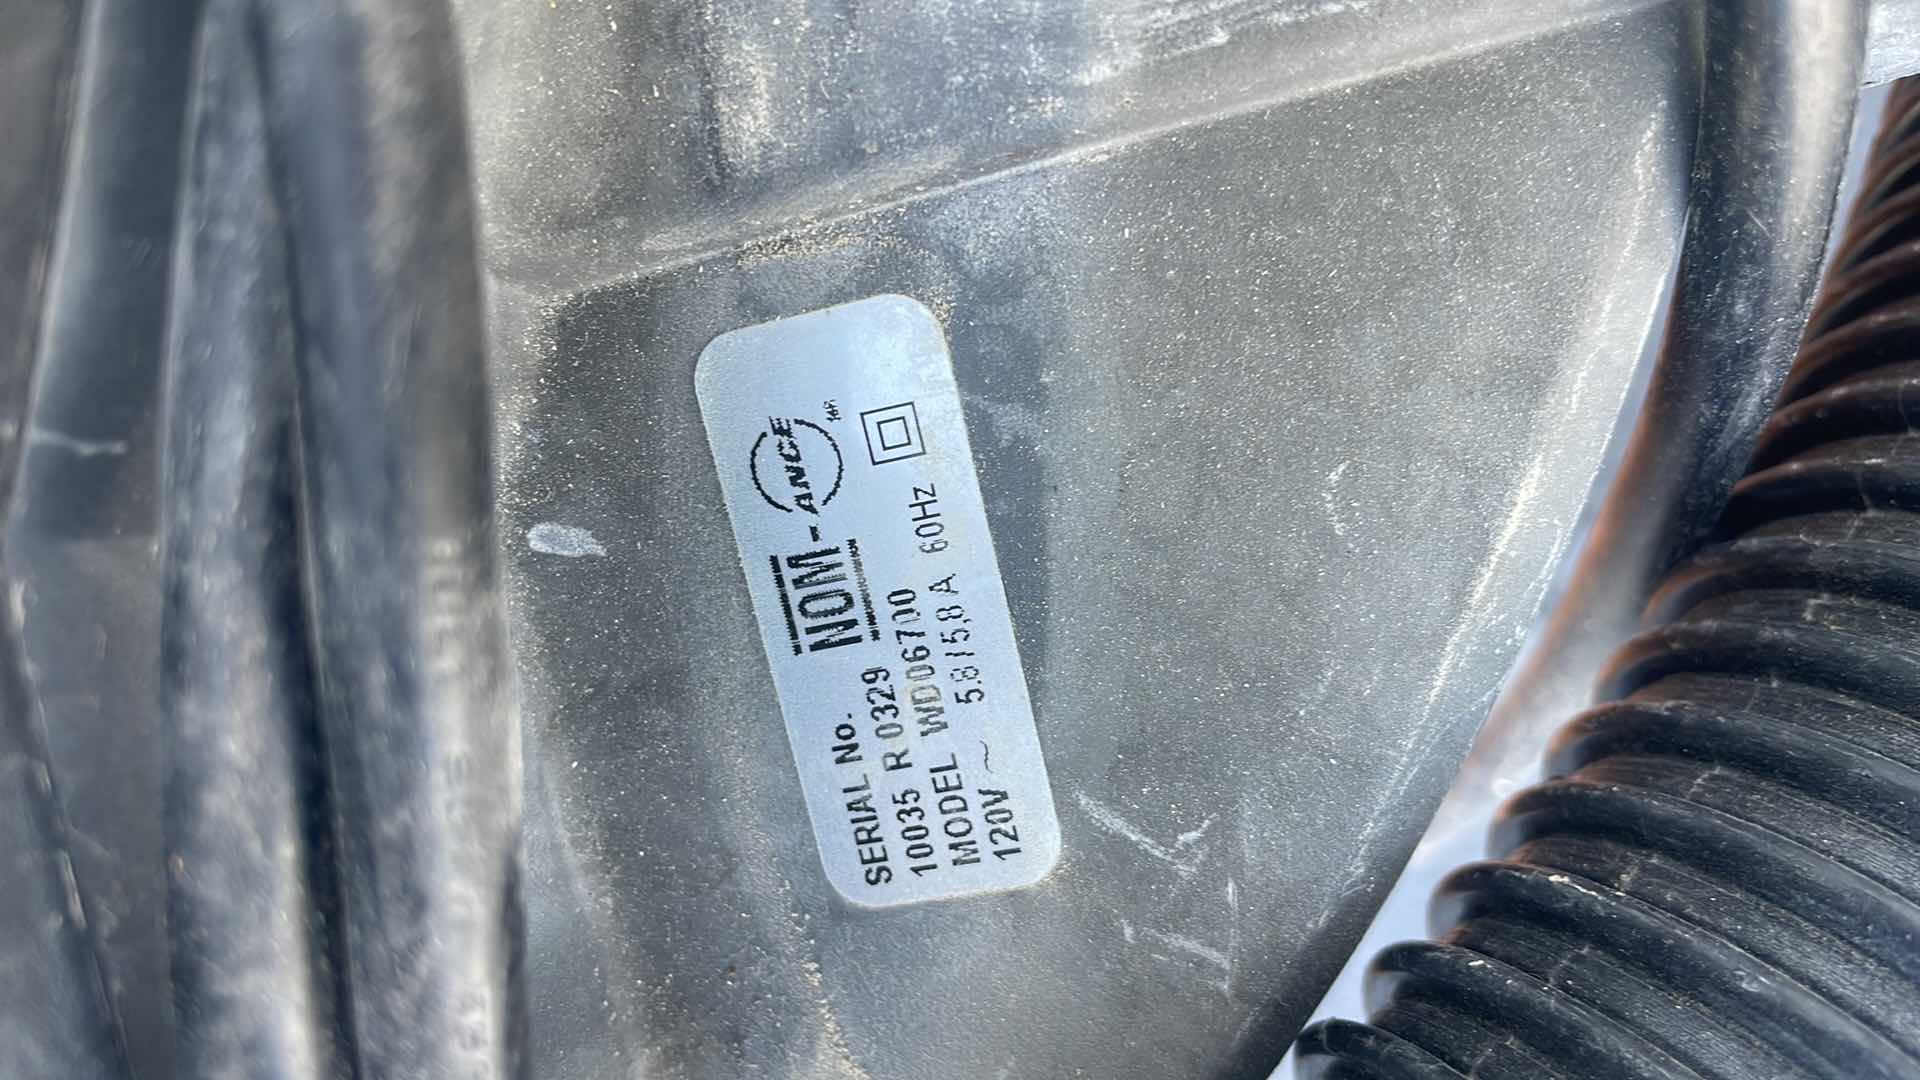 NOM-ANCE
SERIAL No.
10035 R 0329
MODEL WD06700
120V ~ 5.8 / 5,8 A 60Hz